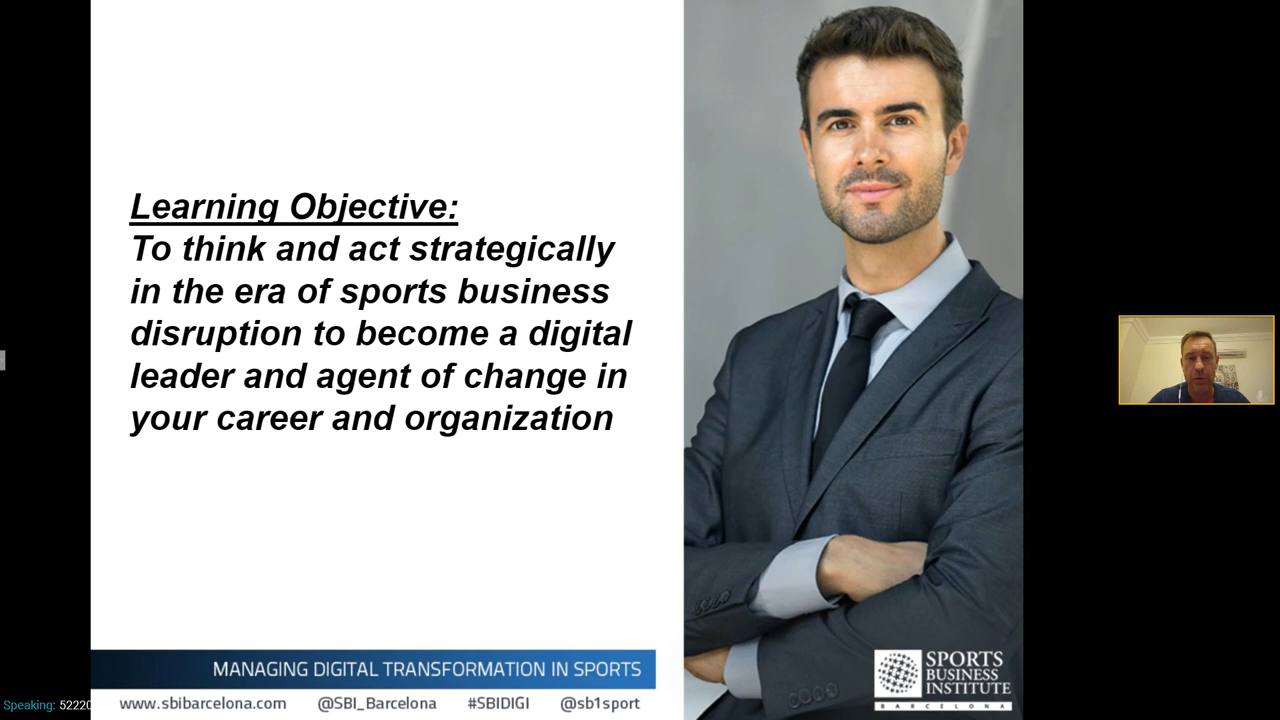 Learning Objective:
To think and act strategically
in the era of sports business
disruption to become a digital
leader and agent of change in
your career and organization
MANAGING DIGITAL TRANSFORMATION IN SPORTS
www.sbibarcelona.com @SBI_Barcelona #SBIDIGI @sb1sport
SPORTS
BUSINESS
INSTITUTE
BARCELONA
Speaking: 52220